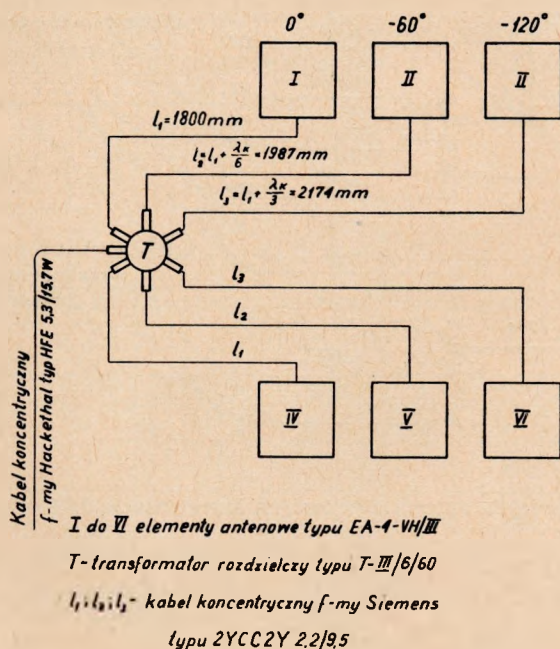 0° -60° -120°
I II II
l₁=1800mm
l₂=l₁+λκ/6=1987mm
l₃=l₁+λκ/3=2174mm
T
l₃
l₂
l₁
IV V VI
Kabel koncentryczny
f-my Hackethal typ HFE 5,3/15,7W
I do VI elementy antenowe typu EA-4-VH/III
T-transformator rozdzielczy typu T-III/6/60
l₁; l₂; l₃- kabel koncentryczny f-my Siemens
typu 2YCC2Y 2,2/9,5